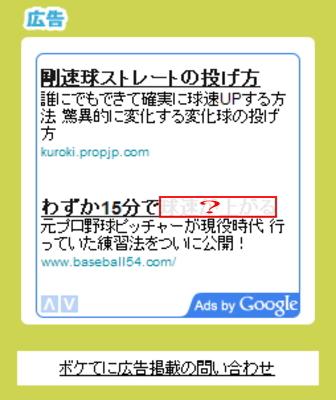 広告
剛速球ストレートの投げ方
誰にでもできて確実に球速UPする方
法 驚異的に変化する変化球の投げ
方
kuroki.propjp.com
わずか15分で球速が上がる
?
元プロ野球ピッチャーが現役時代 行
っていた練習法をついに公開！
www.baseball54.com/
Ads by Google
ボケてに広告掲載の問い合わせ